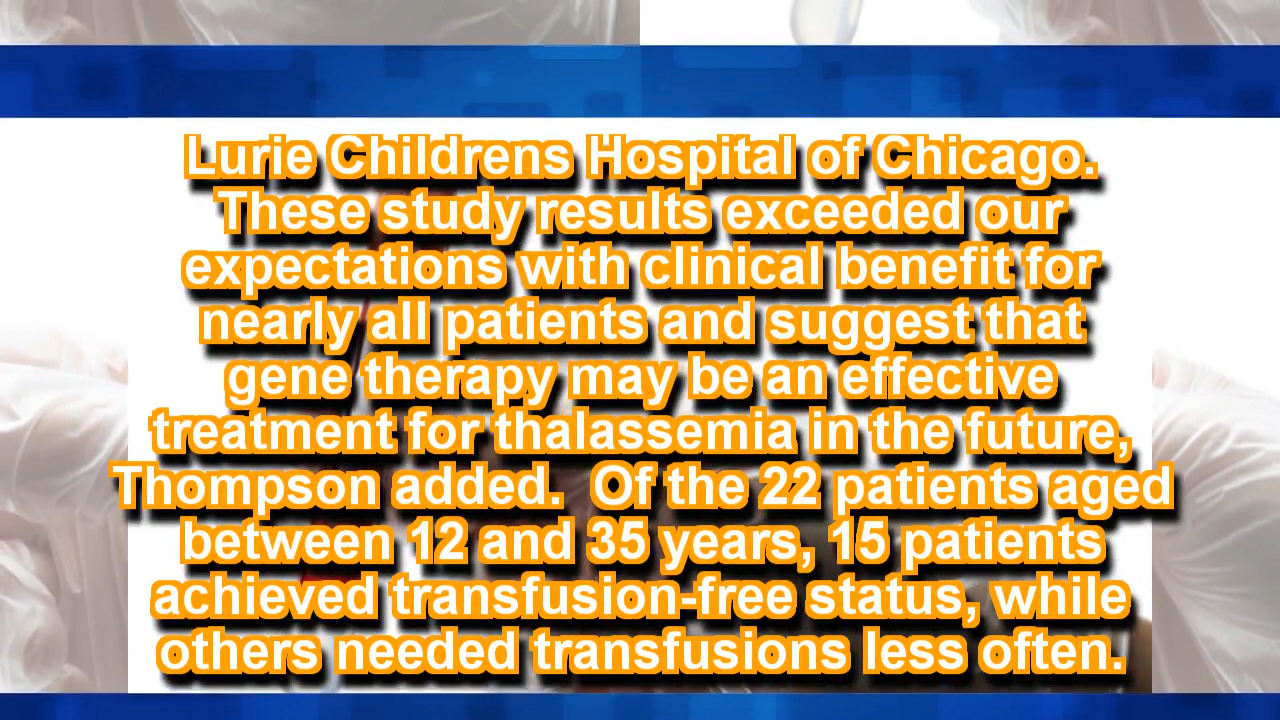 Lurie Childrens Hospital of Chicago.
These study results exceeded our
expectations with clinical benefit for
nearly all patients and suggest that
gene therapy may be an effective
treatment for thalassemia in the future,
Thompson added.  Of the 22 patients aged
between 12 and 35 years, 15 patients
achieved transfusion-free status, while
others needed transfusions less often.